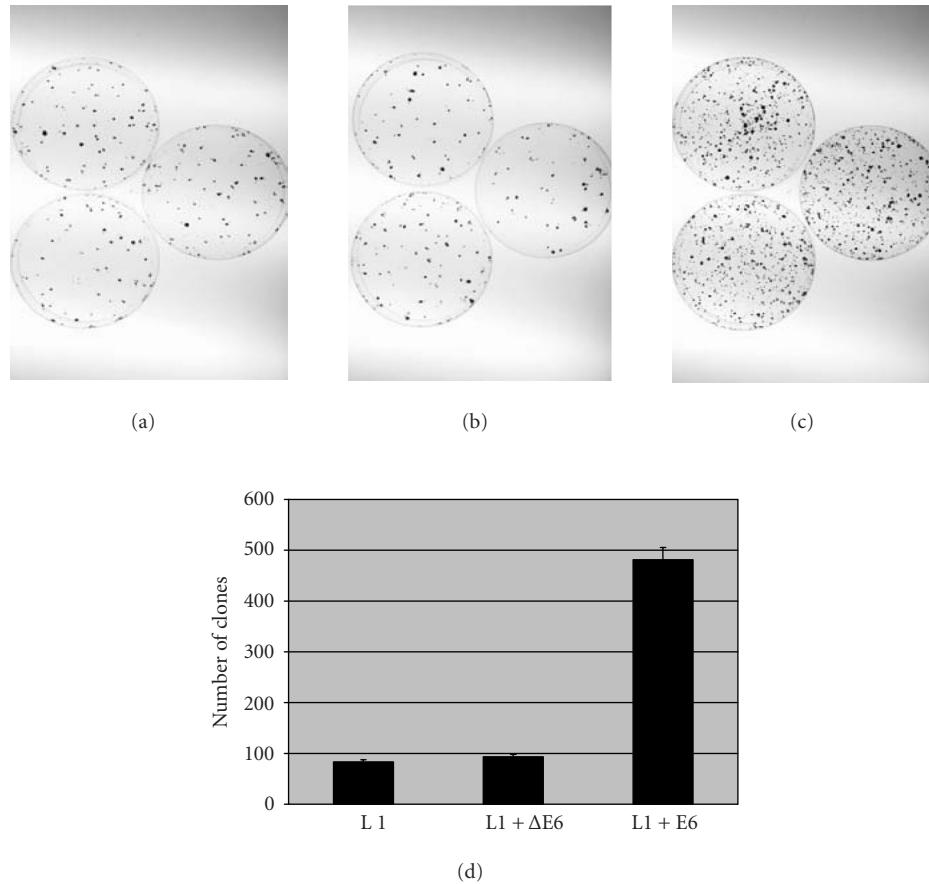 (a)
(b)
(c)
600
500
400
300
200
100
0
Number of clones
L 1
L1 + ΔE6
L1 + E6
(d)